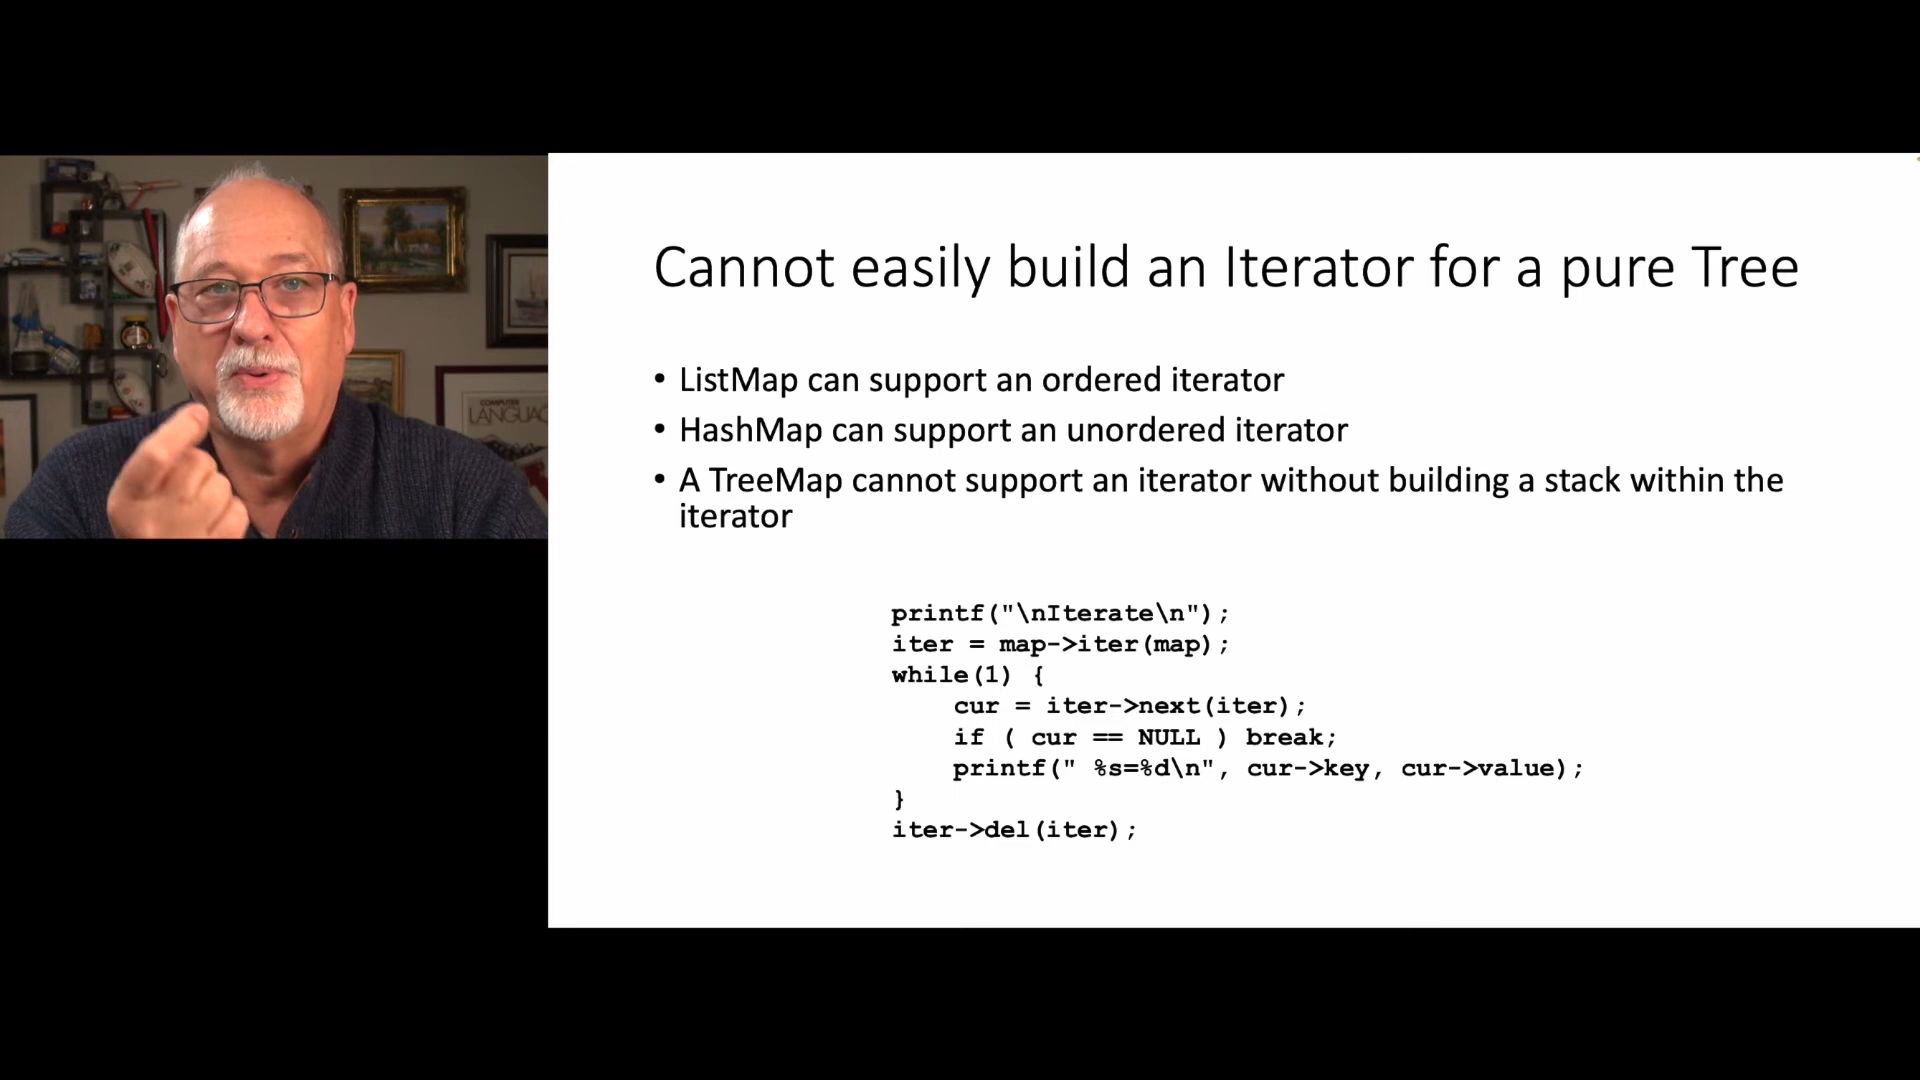 COMPUTER
Cannot easily build an Iterator for a pure Tree
• ListMap can support an ordered iterator
• HashMap can support an unordered iterator
• A TreeMap cannot support an iterator without building a stack within the
iterator
printf("\nIterate\n");
iter = map->iter(map);
while(1) {
    cur = iter->next(iter);
    if ( cur == NULL ) break;
    printf(" %s=%d\n", cur->key, cur->value);
}
iter->del(iter);